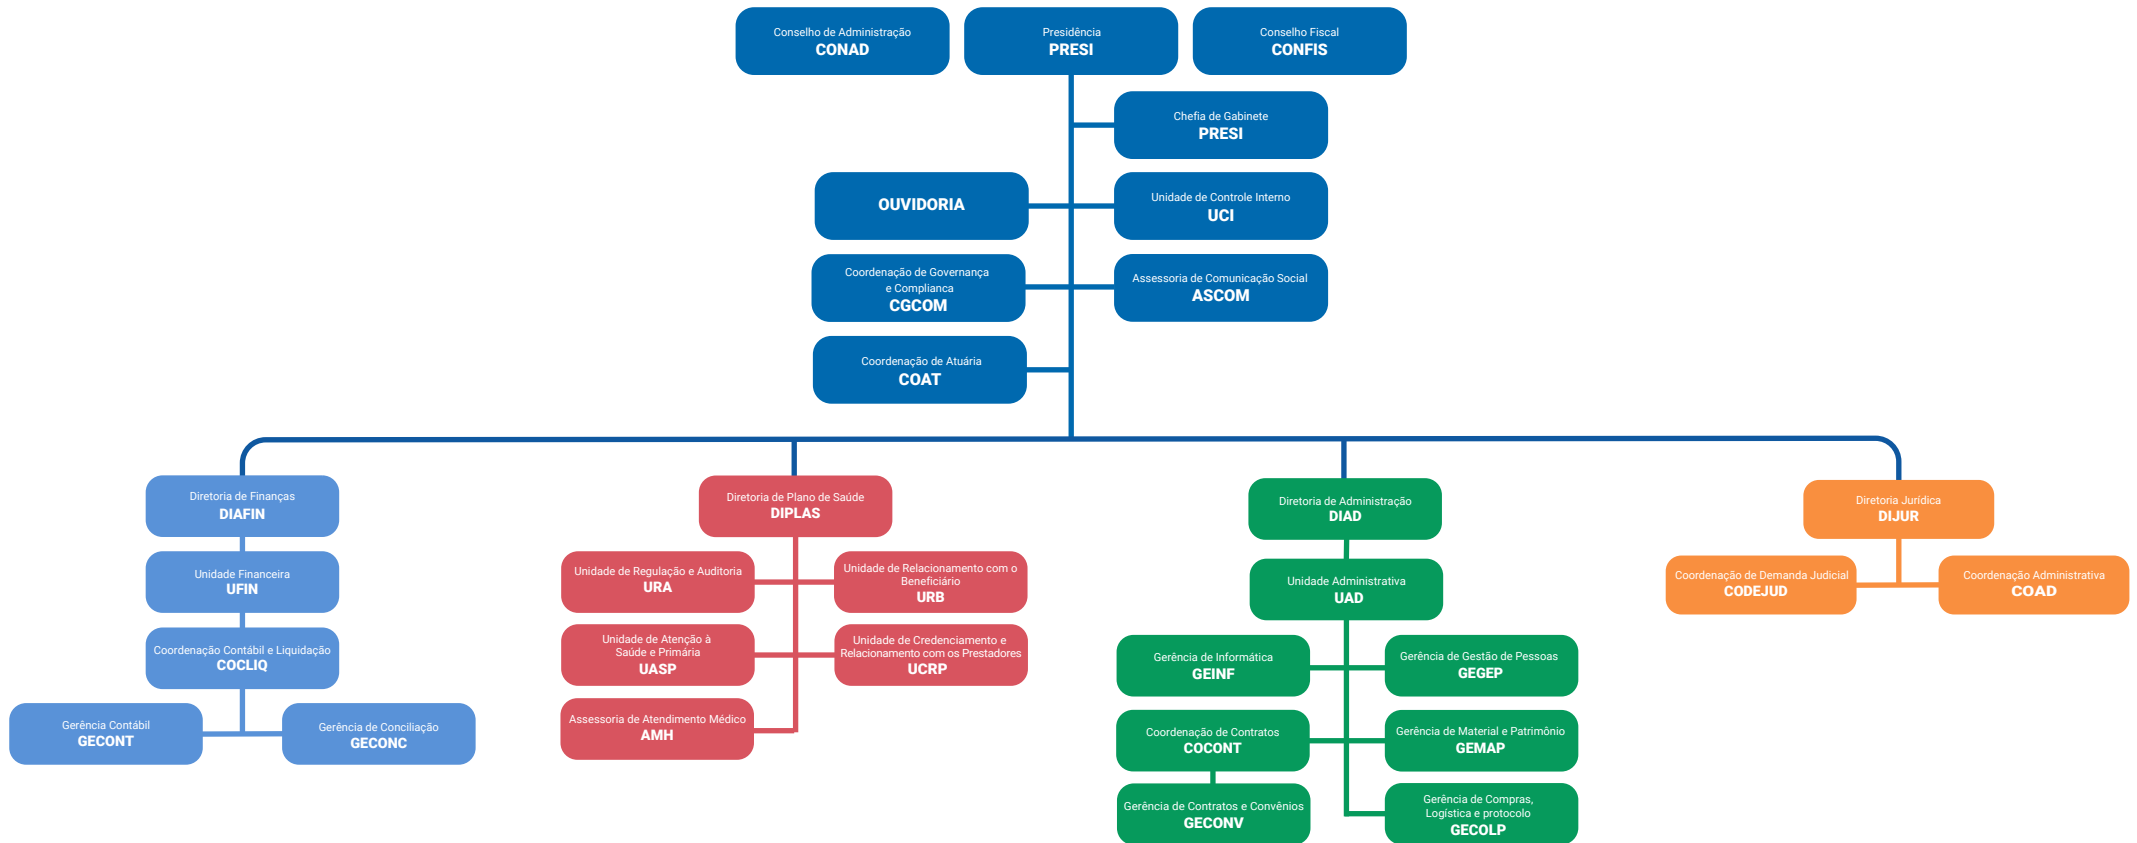 Conselho de Administração
CONAD
Presidência
PRESI
Conselho Fiscal
CONFIS
Chefia de Gabinete
PRESI
OUVIDORIA
Unidade de Controle Interno
UCI
Coordenação de Governança
e Complianca
CGCOM
Assessoria de Comunicação Social
ASCOM
Coordenação de Atuária
COAT
Diretoria de Finanças
DIAFIN
Unidade Financeira
UFIN
Coordenação Contábil e Liquidação
COCLIQ
Gerência Contábil
GECONT
Gerência de Conciliação
GECONC
Diretoria de Plano de Saúde
DIPLAS
Unidade de Regulação e Auditoria
URA
Unidade de Relacionamento com o
Beneficiário
URB
Unidade de Atenção à
Saúde e Primária
UASP
Unidade de Credenciamento e
Relacionamento com os Prestadores
UCRP
Assessoria de Atendimento Médico
AMH
Diretoria de Administração
DIAD
Unidade Administrativa
UAD
Gerência de Informática
GEINF
Gerência de Gestão de Pessoas
GEGEP
Coordenação de Contratos
COCONT
Gerência de Material e Patrimônio
GEMAP
Gerência de Contratos e Convênios
GECONV
Gerência de Compras,
Logística e protocolo
GECOLP
Diretoria Jurídica
DIJUR
Coordenação de Demanda Judicial
CODEJUD
Coordenação Administrativa
COAD